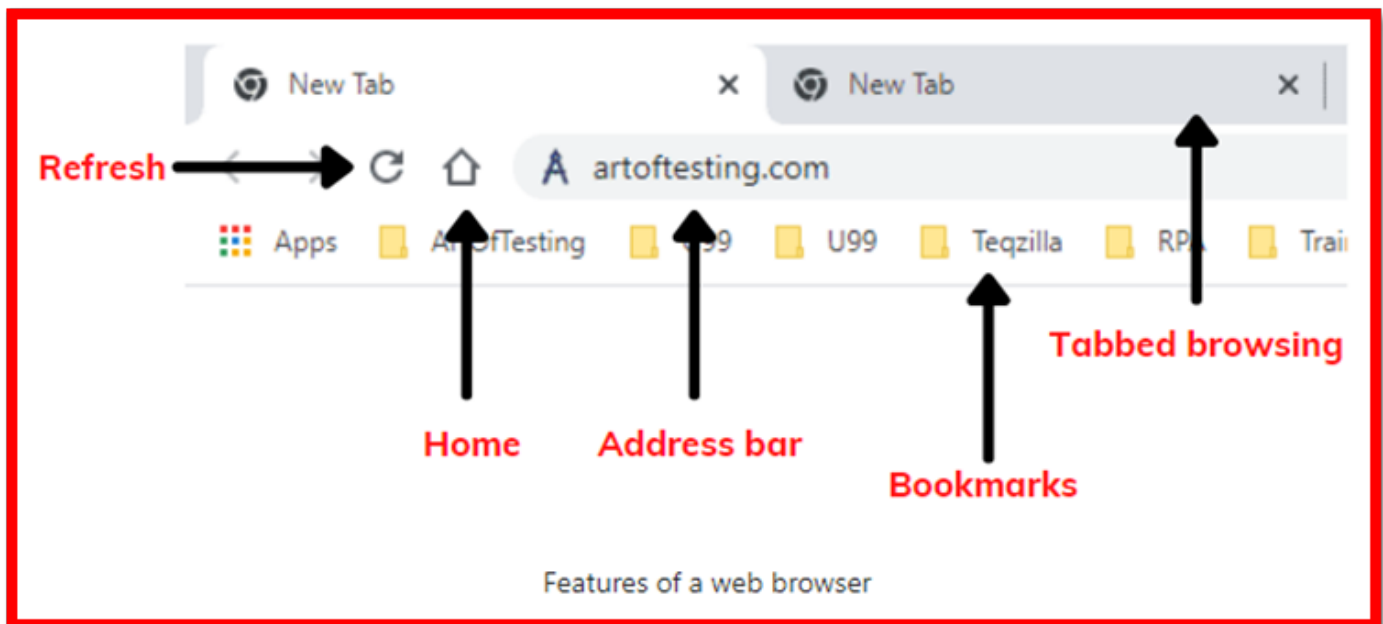 New Tab
New Tab
Refresh
artoftesting.com
Apps
ArtOfTesting
U99
Teqzilla
Tabbed browsing
Home
Address bar
Bookmarks
Features of a web browser